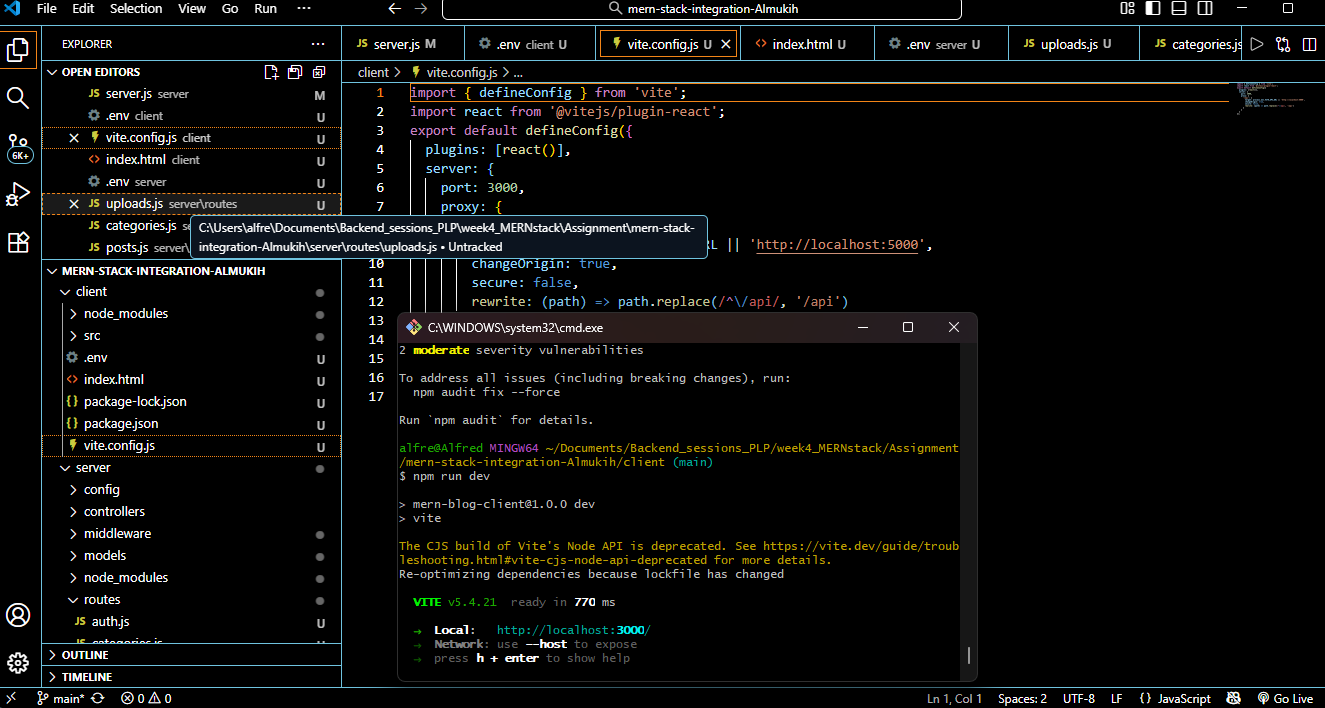 File Edit Selection View Go Run ···
mern-stack-integration-Almukih
EXPLORER
OPEN EDITORS
JS server.js server M
.env client U
vite.config.js client U
<> index.html client U
.env server U
JS uploads.js server\routes U
JS categories.js
JS posts.js server\
MERN-STACK-INTEGRATION-ALMUKIH
client
node_modules
src
.env U
<> index.html U
{} package-lock.json U
{} package.json U
vite.config.js U
server
config
controllers
middleware
models
node_modules
routes
JS auth.js U
JS categories.js
OUTLINE
TIMELINE
6K+
JS server.js M
.env client U
vite.config.js U
<> index.html U
.env server U
JS uploads.js U
JS categories.js
client > vite.config.js > ...
1 import { defineConfig } from 'vite';
2 import react from '@vitejs/plugin-react';
3 export default defineConfig({
4 plugins: [react()],
5 server: {
6 port: 3000,
7 proxy: {
C:\Users\alfre\Documents\Backend_sessions_PLP\week4_MERNstack\Assignment\mern-stack-
integration-Almukih\server\routes\uploads.js • Untracked
L || 'http://localhost:5000',
10 changeOrigin: true,
11 secure: false,
12 rewrite: (path) => path.replace(/^\/api/, '/api')
13
14
15
16
17
C:\WINDOWS\system32\cmd.exe
2 moderate severity vulnerabilities
To address all issues (including breaking changes), run:
npm audit fix --force
Run `npm audit` for details.
alfre@Alfred MINGW64 ~/Documents/Backend_sessions_PLP/week4_MERNstack/Assignment
/mern-stack-integration-Almukih/client (main)
$ npm run dev
> mern-blog-client@1.0.0 dev
> vite
The CJS build of Vite's Node API is deprecated. See https://vite.dev/guide/troub
leshooting.html#vite-cjs-node-api-deprecated for more details.
Re-optimizing dependencies because lockfile has changed
VITE v5.4.21 ready in 770 ms
→ Local: http://localhost:3000/
→ Network: use --host to expose
→ press h + enter to show help
main* 0 0
Ln 1, Col 1 Spaces: 2 UTF-8 LF {} JavaScript Go Live